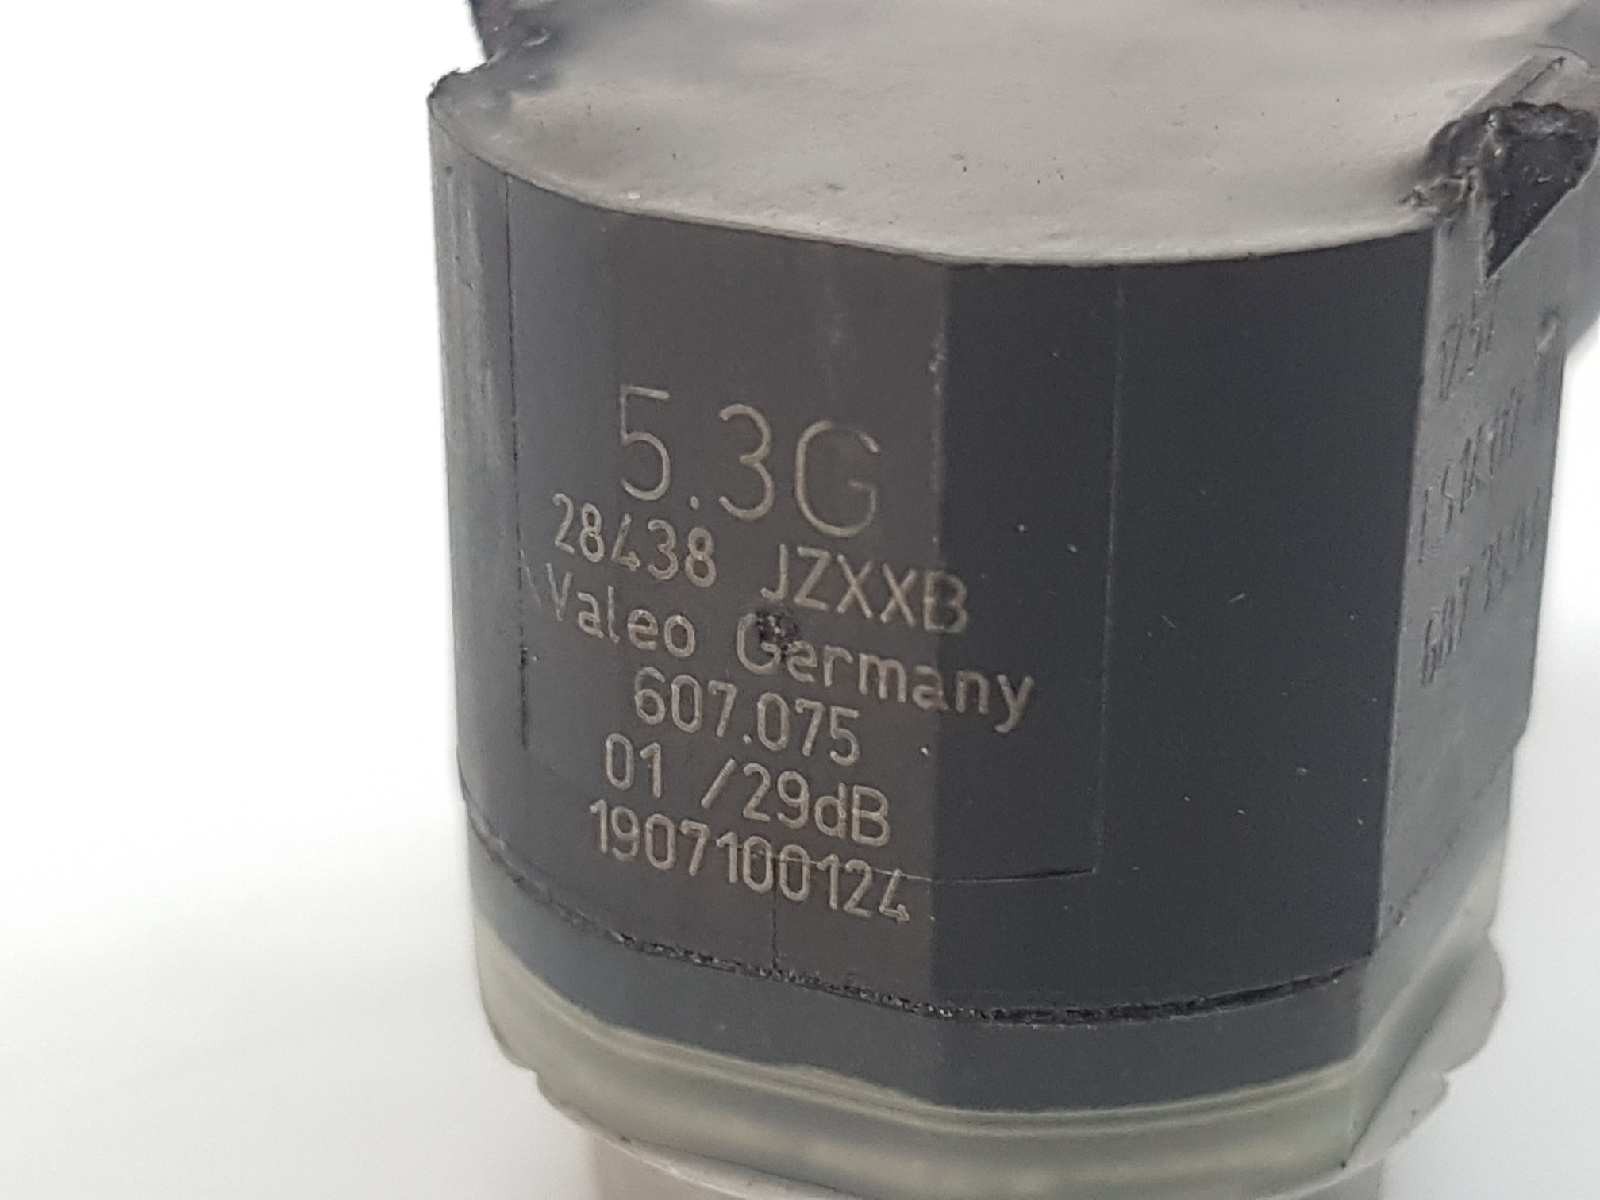 5.3G
28438 JZXXB
Valeo Germany
607.075
01 /29dB
1907100124